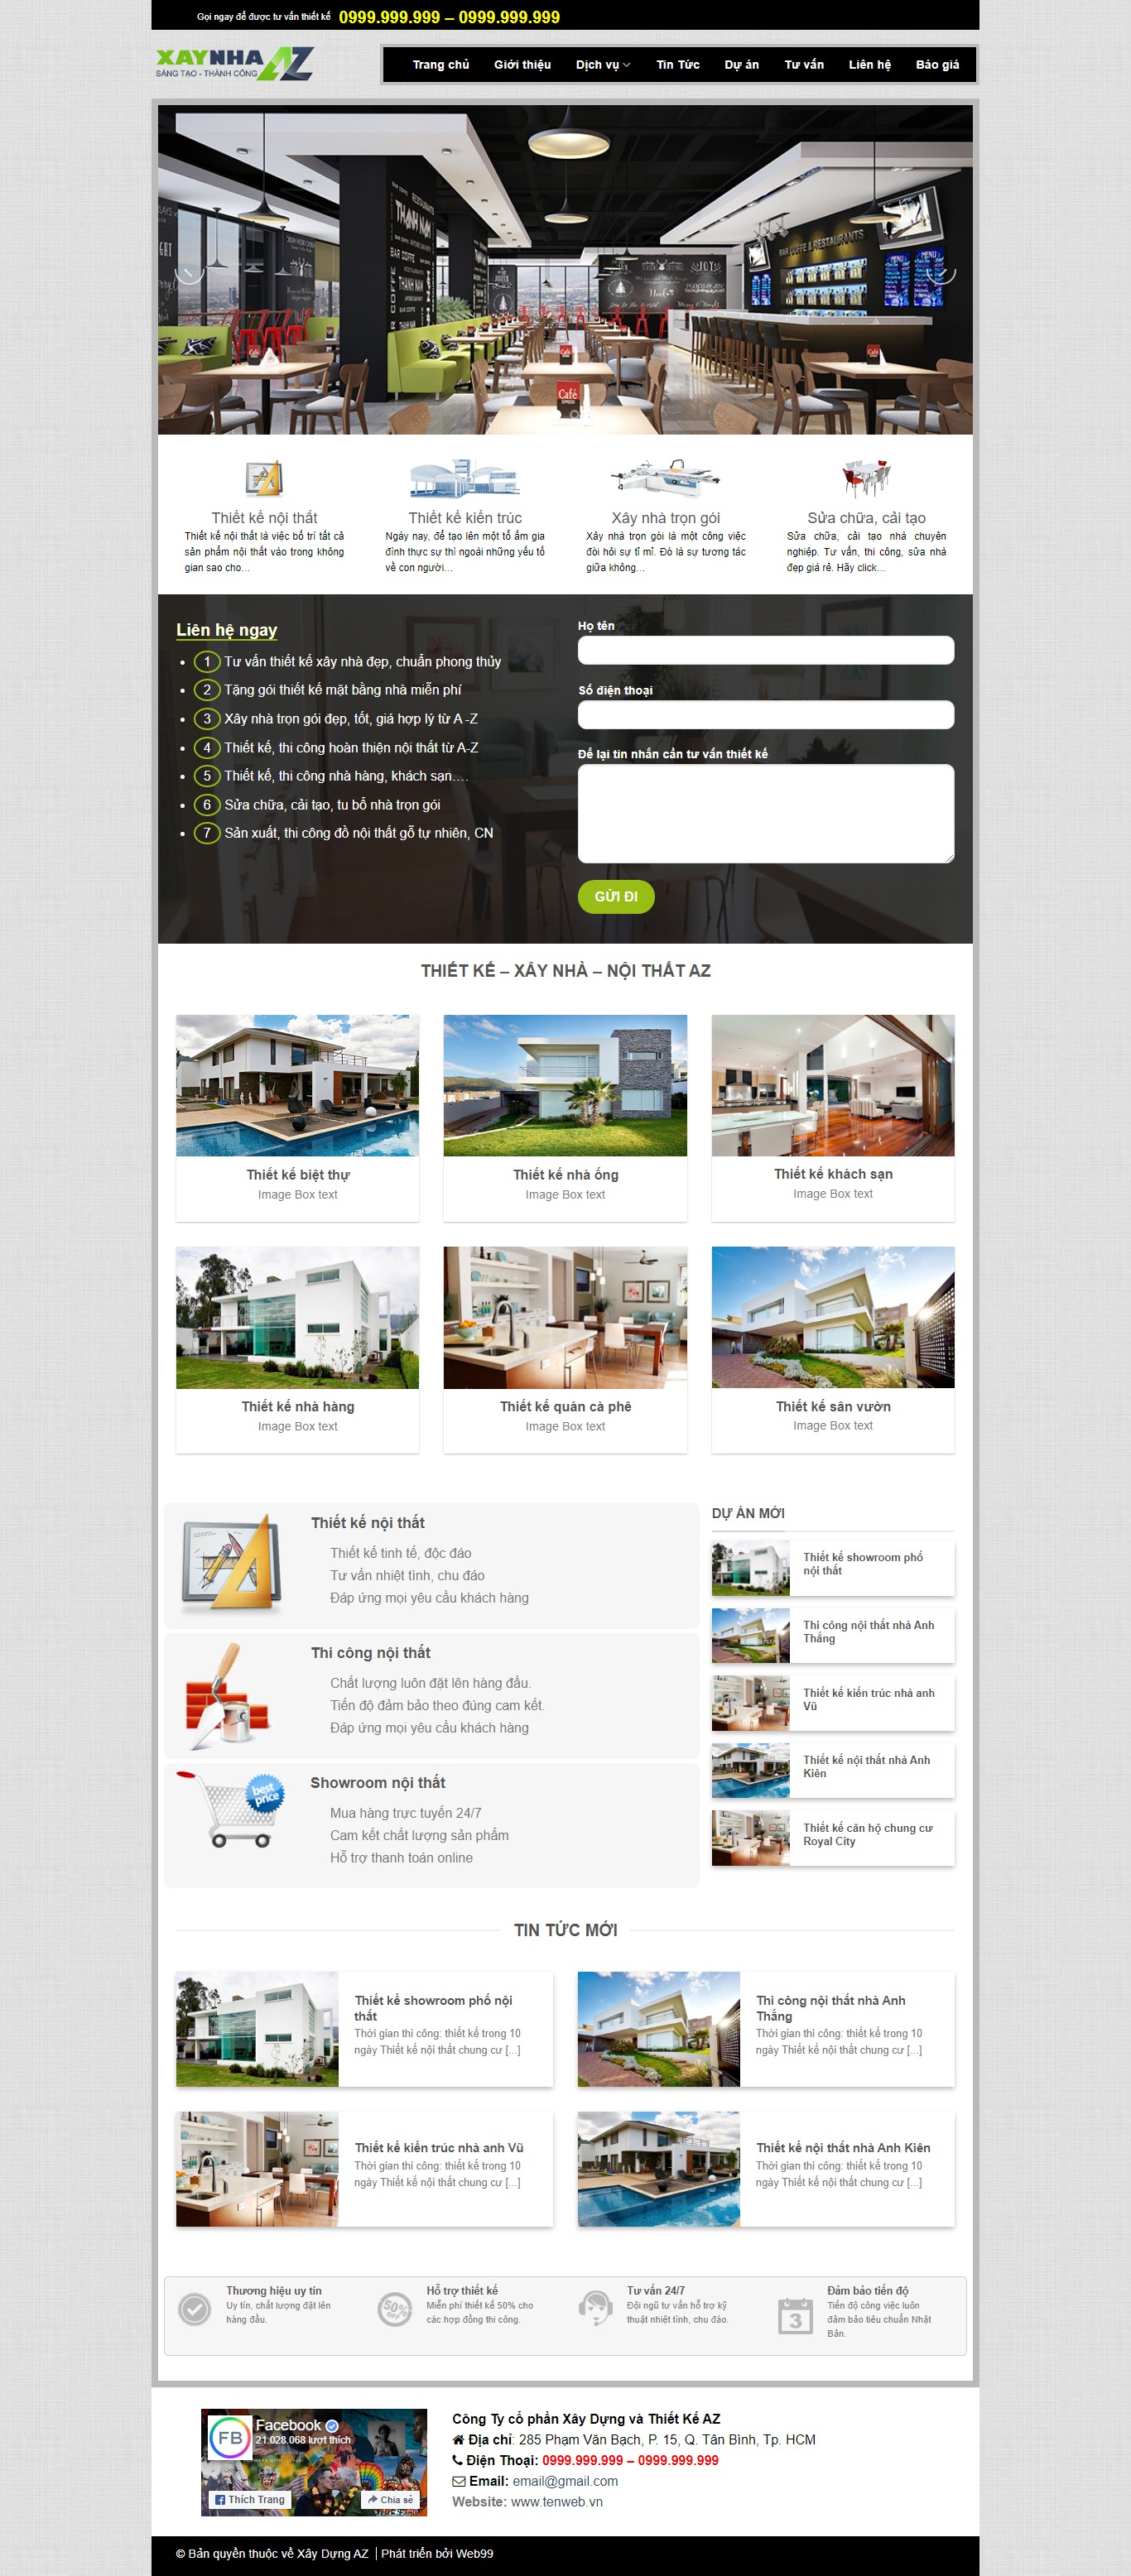 Gọi ngay để được tư vấn thiết kế 0999.999.999 – 0999.999.999
XAYNHA AZ
SÁNG TẠO - THÀNH CÔNG
Trang chủ Giới thiệu Dịch vụ Tin Tức Dự án Tư vấn Liên hệ Báo giá
BAR COFFE & RESTAURANTS
THANH NAM
MENU
MENU
JOY
Café
Thiết kế nội thất
Thiết kế nội thất là việc bố trí tất cả
sản phẩm nội thất vào trong không
gian sao cho...
Thiết kế kiến trúc
Ngày nay, để tạo lên một tổ ấm gia
đình thực sự thì ngoài những yếu tố
về con người...
Xây nhà trọn gói
Xây nhà trọn gói là một công việc
đòi hỏi sự tỉ mỉ. Đó là sự tương tác
giữa không...
Sửa chữa, cải tạo
Sửa chữa, cải tạo nhà chuyên
nghiệp. Tư vấn, thi công, sửa nhà
đẹp giá rẻ. Hãy click...
Liên hệ ngay
1 Tư vấn thiết kế xây nhà đẹp, chuẩn phong thủy
2 Tặng gói thiết kế mặt bằng nhà miễn phí
3 Xây nhà trọn gói đẹp, tốt, giá hợp lý từ A -Z
4 Thiết kế, thi công hoàn thiện nội thất từ A-Z
5 Thiết kế, thi công nhà hàng, khách sạn....
6 Sửa chữa, cải tạo, tu bổ nhà trọn gói
7 Sản xuất, thi công đồ nội thất gỗ tự nhiên, CN
Họ tên
Số điện thoại
Để lại tin nhắn cần tư vấn thiết kế
GỬI ĐI
THIẾT KẾ – XÂY NHÀ – NỘI THẤT AZ
Thiết kế biệt thự
Image Box text
Thiết kế nhà ống
Image Box text
Thiết kế khách sạn
Image Box text
Thiết kế nhà hàng
Image Box text
Thiết kế quán cà phê
Image Box text
Thiết kế sân vườn
Image Box text
Thiết kế nội thất
Thiết kế tinh tế, độc đáo
Tư vấn nhiệt tình, chu đáo
Đáp ứng mọi yêu cầu khách hàng
Thi công nội thất
Chất lượng luôn đặt lên hàng đầu.
Tiến độ đảm bảo theo đúng cam kết.
Đáp ứng mọi yêu cầu khách hàng
best
price
Showroom nội thất
Mua hàng trực tuyến 24/7
Cam kết chất lượng sản phẩm
Hỗ trợ thanh toán online
DỰ ÁN MỚI
Thiết kế showroom phố
nội thất
Thi công nội thất nhà Anh
Thắng
Thiết kế kiến trúc nhà anh
Vũ
Thiết kế nội thất nhà Anh
Kiên
Thiết kế căn hộ chung cư
Royal City
TIN TỨC MỚI
Thiết kế showroom phố nội
thất
Thời gian thi công: thiết kế trong 10
ngày Thiết kế nội thất chung cư [...]
Thi công nội thất nhà Anh
Thắng
Thời gian thi công: thiết kế trong 10
ngày Thiết kế nội thất chung cư [...]
Thiết kế kiến trúc nhà anh Vũ
Thời gian thi công: thiết kế trong 10
ngày Thiết kế nội thất chung cư [...]
Thiết kế nội thất nhà Anh Kiên
Thời gian thi công: thiết kế trong 10
ngày Thiết kế nội thất chung cư [...]
Thương hiệu uy tín
Uy tín, chất lượng đặt lên
hàng đầu.
50%
OFF
Hỗ trợ thiết kế
Miễn phí thiết kế 50% cho
các hợp đồng thi công.
Tư vấn 24/7
Đội ngũ tư vấn hỗ trợ kỹ
thuật nhiệt tình, chu đáo.
3
Đảm bảo tiến độ
Tiến độ công việc luôn
đảm bảo tiêu chuẩn Nhật
Bản.
FB
Facebook
21.028.068 lượt thích
Thích Trang
Chia sẻ
Công Ty cổ phần Xây Dựng và Thiết Kế AZ
Địa chỉ: 285 Phạm Văn Bạch, P. 15, Q. Tân Bình, Tp. HCM
Điện Thoại: 0999.999.999 – 0999.999.999
Email: email@gmail.com
Website: www.tenweb.vn
© Bản quyền thuộc về Xây Dựng AZ | Phát triển bởi Web99